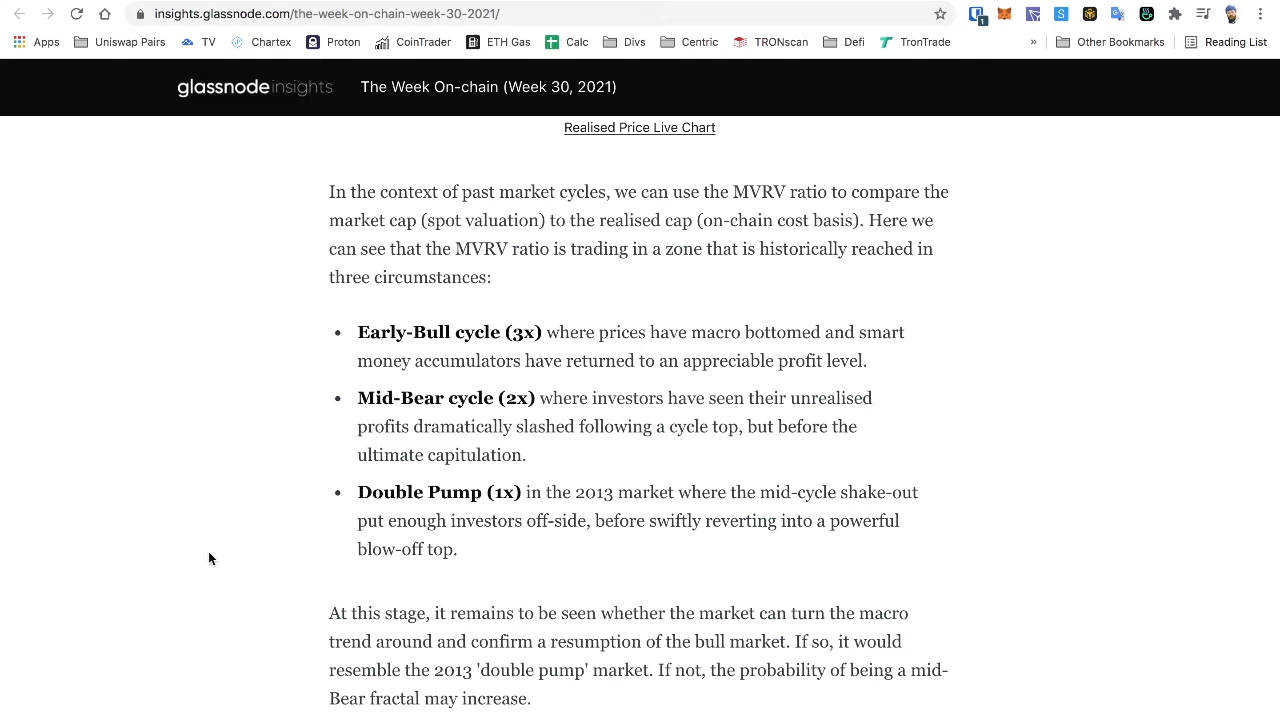 insights.glassnode.com/the-week-on-chain-week-30-2021/
1
Apps Uniswap Pairs TV Chartex Proton CoinTrader ETH Gas Calc Divs Centric TRONscan Defi TronTrade » Other Bookmarks Reading List
glassnodeinsights The Week On-chain (Week 30, 2021)
Realised Price Live Chart
In the context of past market cycles, we can use the MVRV ratio to compare the
market cap (spot valuation) to the realised cap (on-chain cost basis). Here we
can see that the MVRV ratio is trading in a zone that is historically reached in
three circumstances:
• Early-Bull cycle (3x) where prices have macro bottomed and smart
money accumulators have returned to an appreciable profit level.
• Mid-Bear cycle (2x) where investors have seen their unrealised
profits dramatically slashed following a cycle top, but before the
ultimate capitulation.
• Double Pump (1x) in the 2013 market where the mid-cycle shake-out
put enough investors off-side, before swiftly reverting into a powerful
blow-off top.
At this stage, it remains to be seen whether the market can turn the macro
trend around and confirm a resumption of the bull market. If so, it would
resemble the 2013 'double pump' market. If not, the probability of being a mid-
Bear fractal may increase.